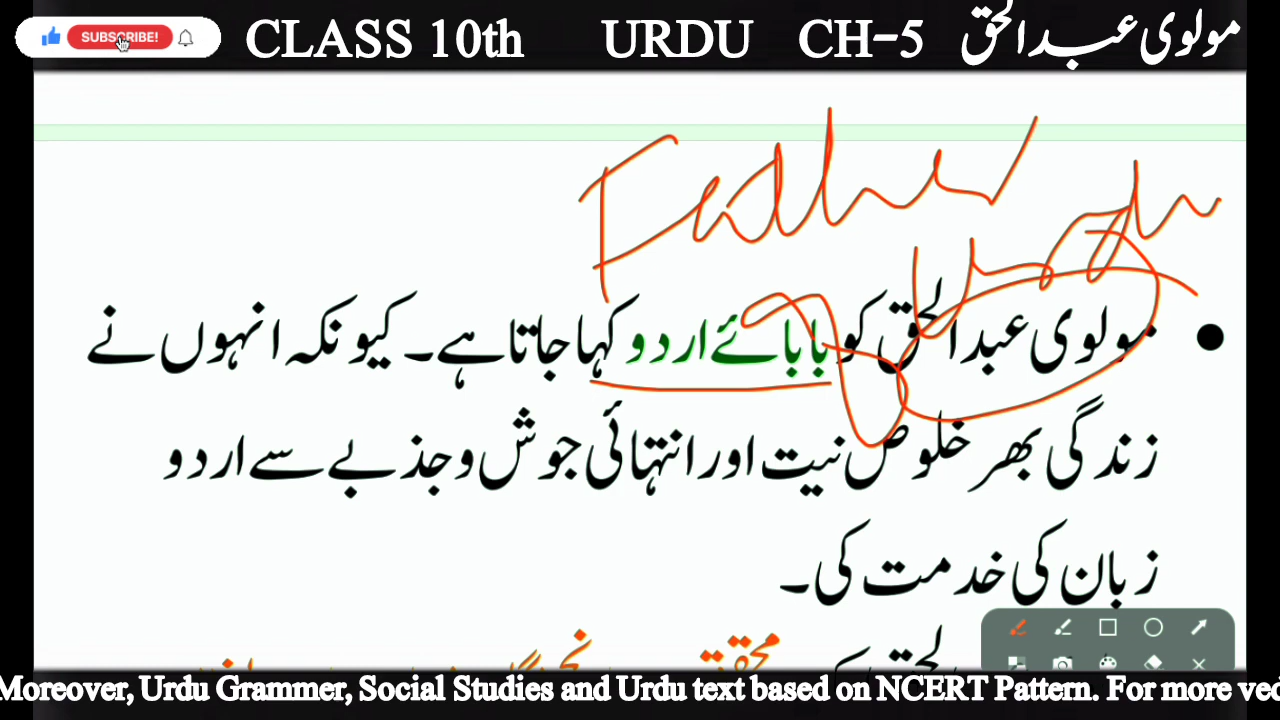 SUBSCRIBE!
CLASS 10th URDU CH-5 مولوی عبدالحق
Father
Urdu
مولوی عبدالحق کو بابائے اردو کہا جاتا ہے۔ کیونکہ انہوں نے
زندگی بھر خلوص نیت اور انتہائی جوش و جذبے سے اردو
زبان کی خدمت کی۔
Moreover, Urdu Grammer, Social Studies and Urdu text based on NCERT Pattern. For more